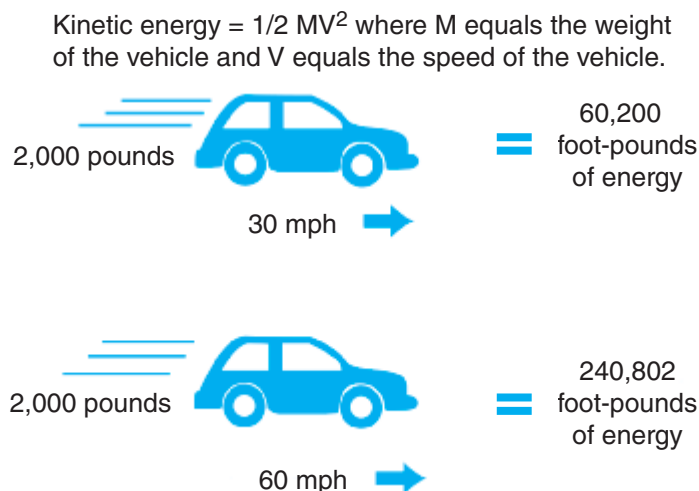 Kinetic energy = 1/2 MV² where M equals the weight
of the vehicle and V equals the speed of the vehicle.
2,000 pounds
30 mph
=
60,200
foot-pounds
of energy
2,000 pounds
60 mph
=
240,802
foot-pounds
of energy